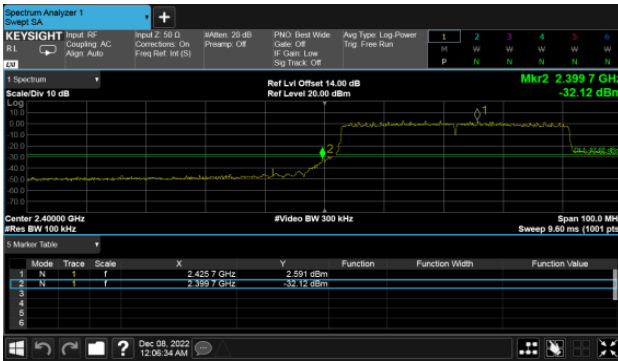 Spectrum Analyzer 1
Swept SA
+
KEYSIGHT Input: RF Input Z: 50 Ω #Atten: 20 dB PNO: Best Wide Avg Type: Log-Power 1 2 3 4 5 6
RL Coupling: AC Corrections: On Preamp: Off Gate: Off Trig: Free Run M W W W W W
Align: Auto Freq Ref: Int (S) IF Gain: Low P N N N N N
LXI Sig Track: Off
1 Spectrum Ref Lvl Offset 14.00 dB Mkr2 2.399 7 GHz
Scale/Div 10 dB Ref Level 20.00 dBm -32.12 dBm
Log
10.0
0.00
-10.0
-20.0
-30.0
-40.0
-50.0
-60.0
-70.0
1
2
Center 2.40000 GHz #Video BW 300 kHz Span 100.0 MH
#Res BW 100 kHz Sweep 9.60 ms (1001 pts
5 Marker Table
Mode Trace Scale X Y Function Function Width Function Value
1 N 1 f 2.425 7 GHz 2.591 dBm
2 N 1 f 2.399 7 GHz -32.12 dBm
3
4
5
6
? Dec 08, 2022
12:06:34 AM